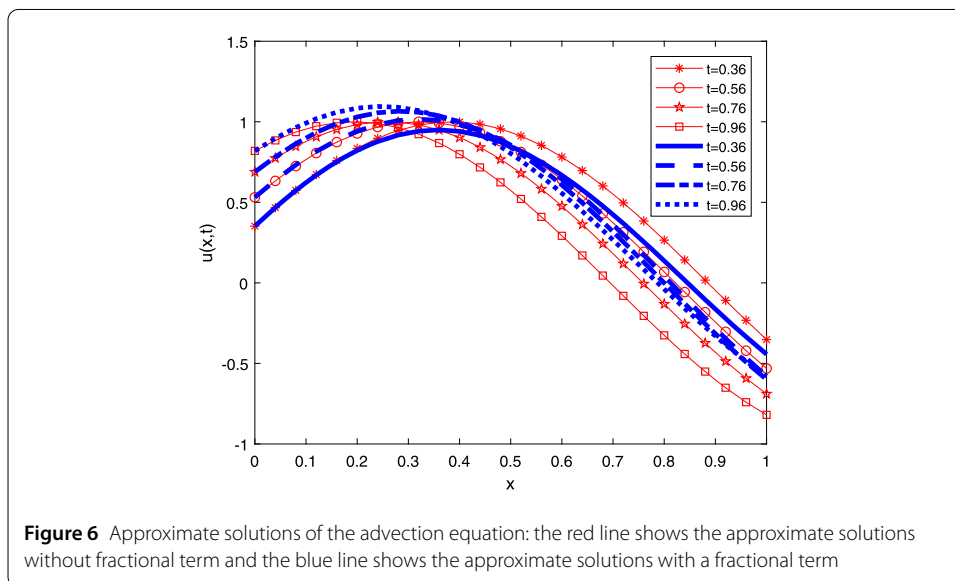 1.5
1
0.5
0
-0.5
-1
u(x,t)
t=0.36
t=0.56
t=0.76
t=0.96
t=0.36
t=0.56
t=0.76
t=0.96
0 0.1 0.2 0.3 0.4 0.5 0.6 0.7 0.8 0.9 1
x
Figure 6 Approximate solutions of the advection equation: the red line shows the approximate solutions
without fractional term and the blue line shows the approximate solutions with a fractional term